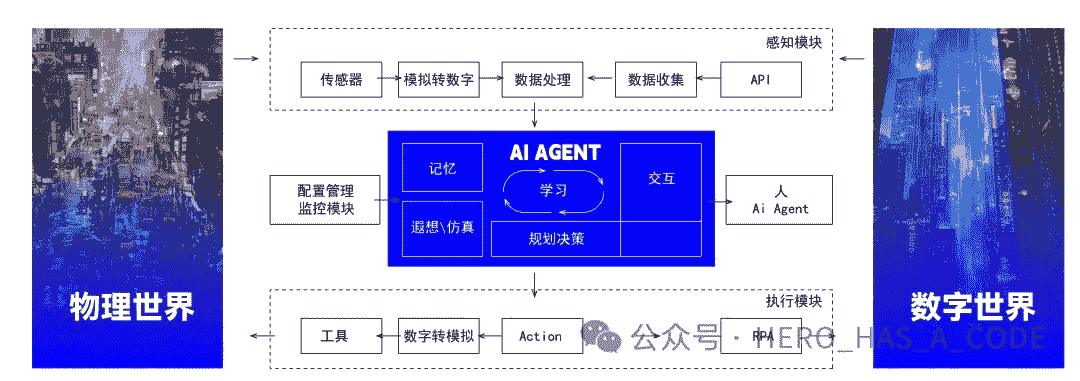 感知模块
传感器
模拟转数字
数据处理
数据收集
API
AI AGENT
记忆
学习
交互
遐想\仿真
规划决策
配置管理
监控模块
人
Ai Agent
物理世界
数字世界
执行模块
工具
数字转模拟
Action
RPA
公众号·HERO_HAS_A_CODE